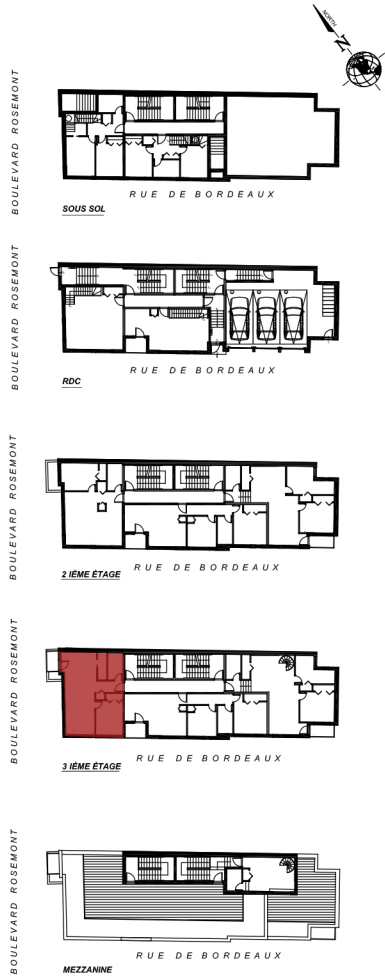 NORTH
N
BOULEVARD ROSEMONT
RUE DE BORDEAUX
SOUS SOL
BOULEVARD ROSEMONT
RUE DE BORDEAUX
RDC
BOULEVARD ROSEMONT
RUE DE BORDEAUX
2 IÈME ÉTAGE
BOULEVARD ROSEMONT
RUE DE BORDEAUX
3 IÈME ÉTAGE
BOULEVARD ROSEMONT
RUE DE BORDEAUX
MEZZANINE